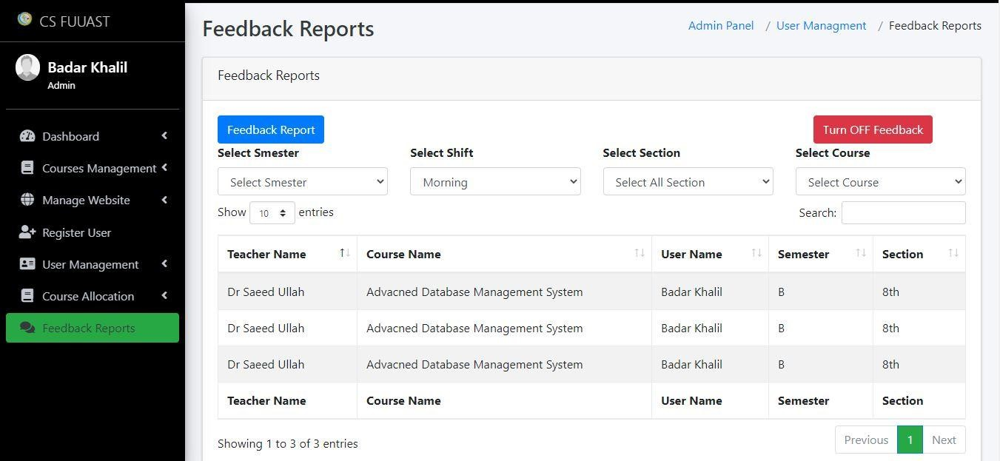 CS FUUAST
Badar Khalil
Admin
Dashboard
Courses Management
Manage Website
Register User
User Management
Course Allocation
Feedback Reports
Feedback Reports
Admin Panel / User Managment / Feedback Reports
Feedback Reports
Feedback Report Turn OFF Feedback
Select Smester Select Shift Select Section Select Course
Select Smester Morning Select All Section Select Course
Show 10 entries Search:
Teacher Name Course Name User Name Semester Section
Dr Saeed Ullah Advacned Database Management System Badar Khalil B 8th
Dr Saeed Ullah Advacned Database Management System Badar Khalil B 8th
Dr Saeed Ullah Advacned Database Management System Badar Khalil B 8th
Teacher Name Course Name User Name Semester Section
Showing 1 to 3 of 3 entries Previous 1 Next